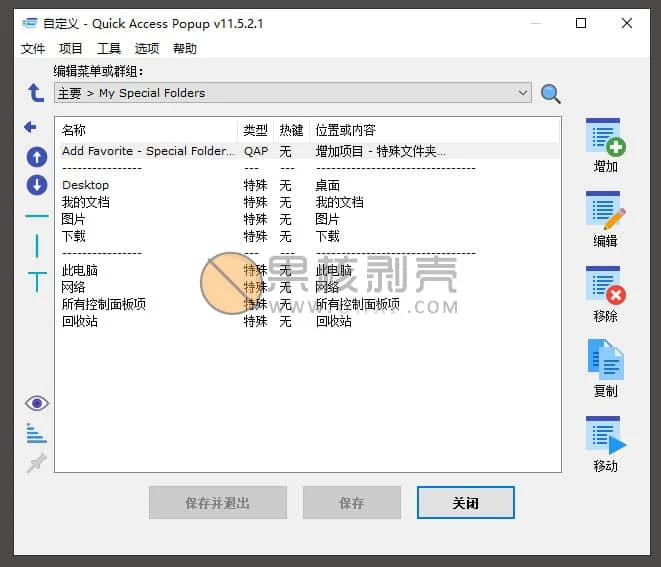 自定义 - Quick Access Popup v11.5.2.1
文件 项目 工具 选项 帮助
编辑菜单或群组：
主要 > My Special Folders
名称 类型 热键 位置或内容
Add Favorite - Special Folder... QAP 无 增加项目 - 特殊文件夹...
---------------- --- --- --------------------------------
Desktop 特殊 无 桌面
我的文档 特殊 无 我的文档
图片 特殊 无 图片
下载 特殊 无 下载
---------------- --- --- --------------------------------
此电脑 特殊 无 此电脑
网络 特殊 无 网络
所有控制面板项 特殊 无 所有控制面板项
回收站 特殊 无 回收站
果核剥壳
增加
编辑
移除
复制
移动
保存并退出 保存 关闭